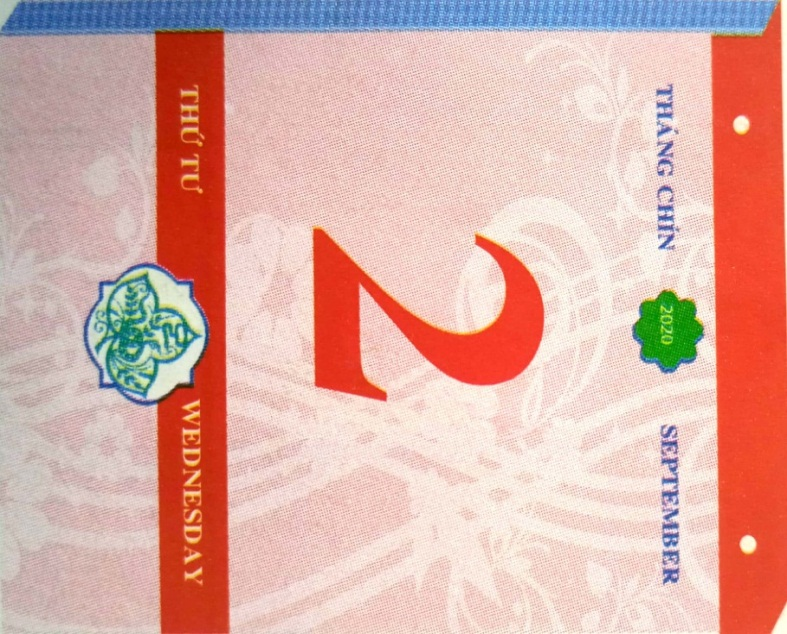 THÁNG CHÍN 2020 SEPTEMBER
2
THỨ TƯ WEDNESDAY